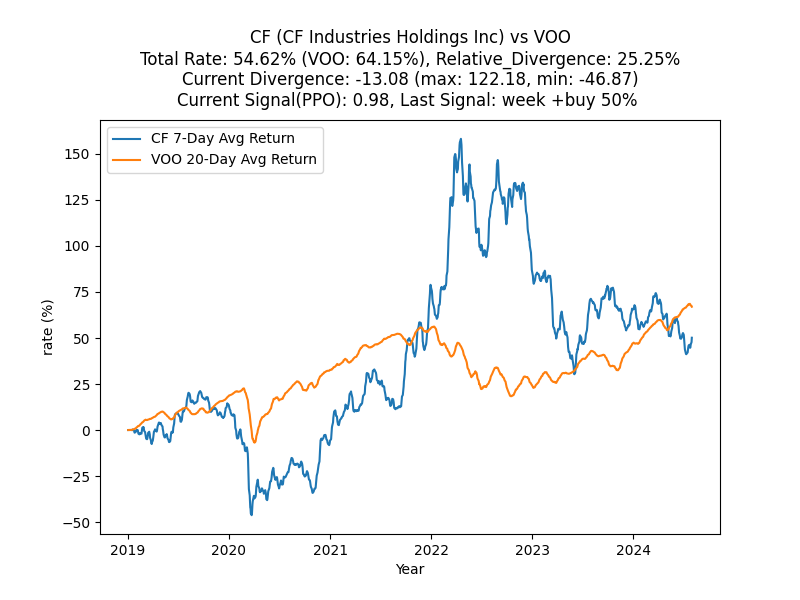 CF (CF Industries Holdings Inc) vs VOO
Total Rate: 54.62% (VOO: 64.15%), Relative_Divergence: 25.25%
Current Divergence: -13.08 (max: 122.18, min: -46.87)
Current Signal(PPO): 0.98, Last Signal: week +buy 50%
CF 7-Day Avg Return
VOO 20-Day Avg Return
150
125
100
75
50
25
0
−25
−50
rate (%)
2019 2020 2021 2022 2023 2024
Year